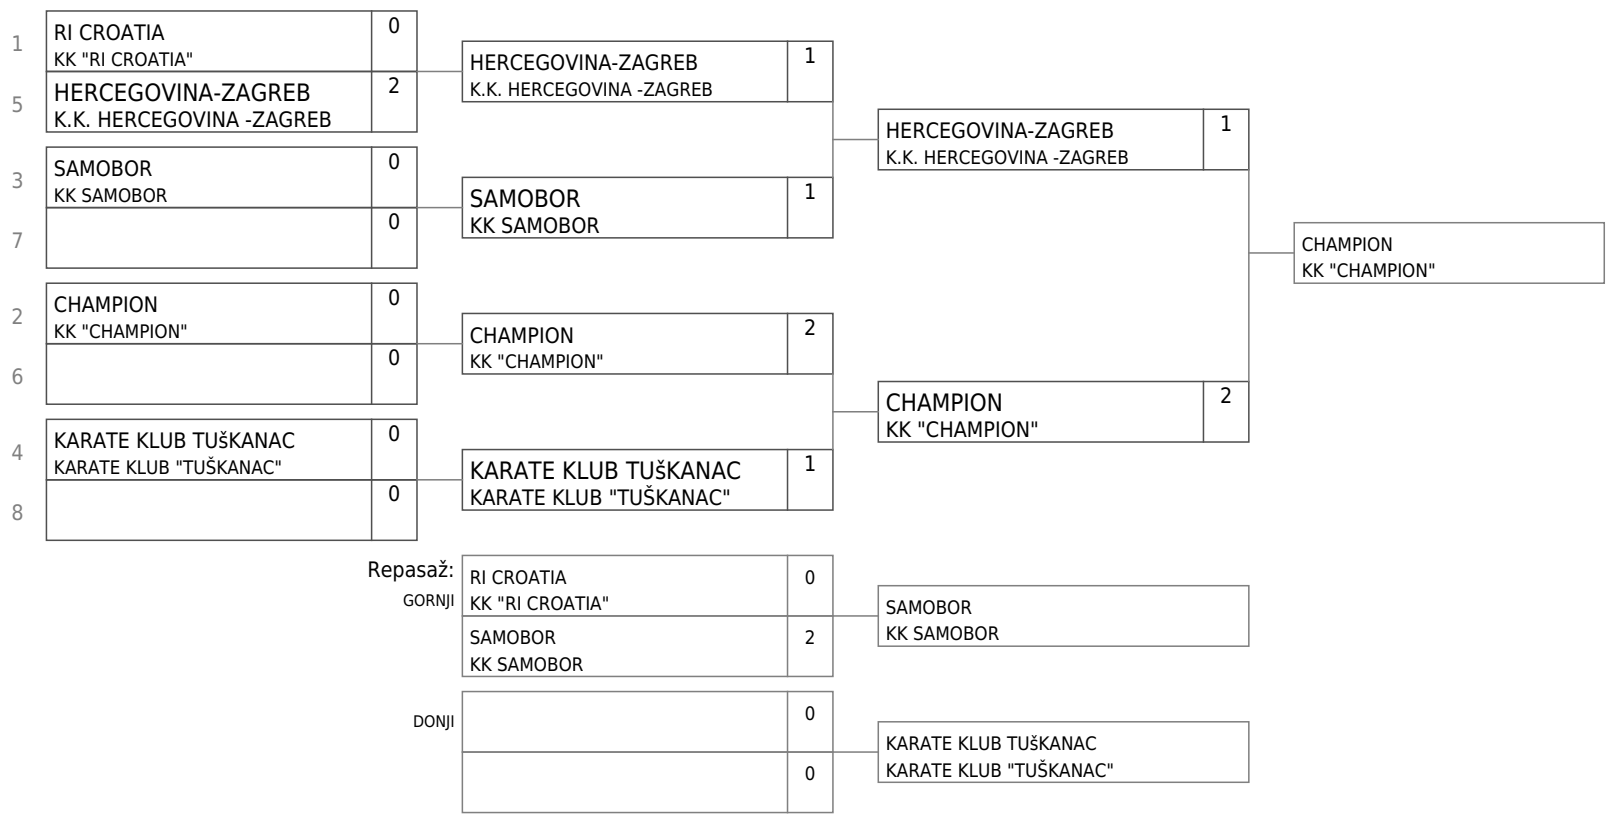 1
RI CROATIA
KK "RI CROATIA"
0
5
HERCEGOVINA-ZAGREB
K.K. HERCEGOVINA -ZAGREB
2
3
SAMOBOR
KK SAMOBOR
0
7
0
2
CHAMPION
KK "CHAMPION"
0
6
0
4
KARATE KLUB TUšKANAC
KARATE KLUB "TUŠKANAC"
0
8
0
HERCEGOVINA-ZAGREB
K.K. HERCEGOVINA -ZAGREB
1
SAMOBOR
KK SAMOBOR
1
CHAMPION
KK "CHAMPION"
2
KARATE KLUB TUšKANAC
KARATE KLUB "TUŠKANAC"
1
HERCEGOVINA-ZAGREB
K.K. HERCEGOVINA -ZAGREB
1
CHAMPION
KK "CHAMPION"
2
CHAMPION
KK "CHAMPION"
Repasaž:
GORNJI
RI CROATIA
KK "RI CROATIA"
0
SAMOBOR
KK SAMOBOR
2
SAMOBOR
KK SAMOBOR
DONJI
0
0
KARATE KLUB TUšKANAC
KARATE KLUB "TUŠKANAC"